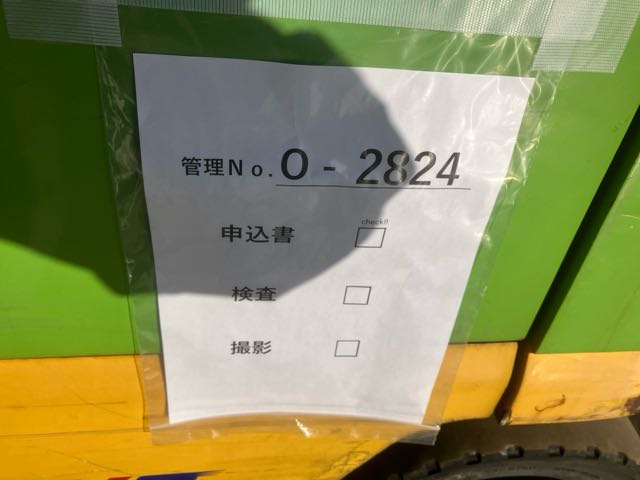 管理No. O - 2824
check!!
申込書 □
検査 □
撮影 □